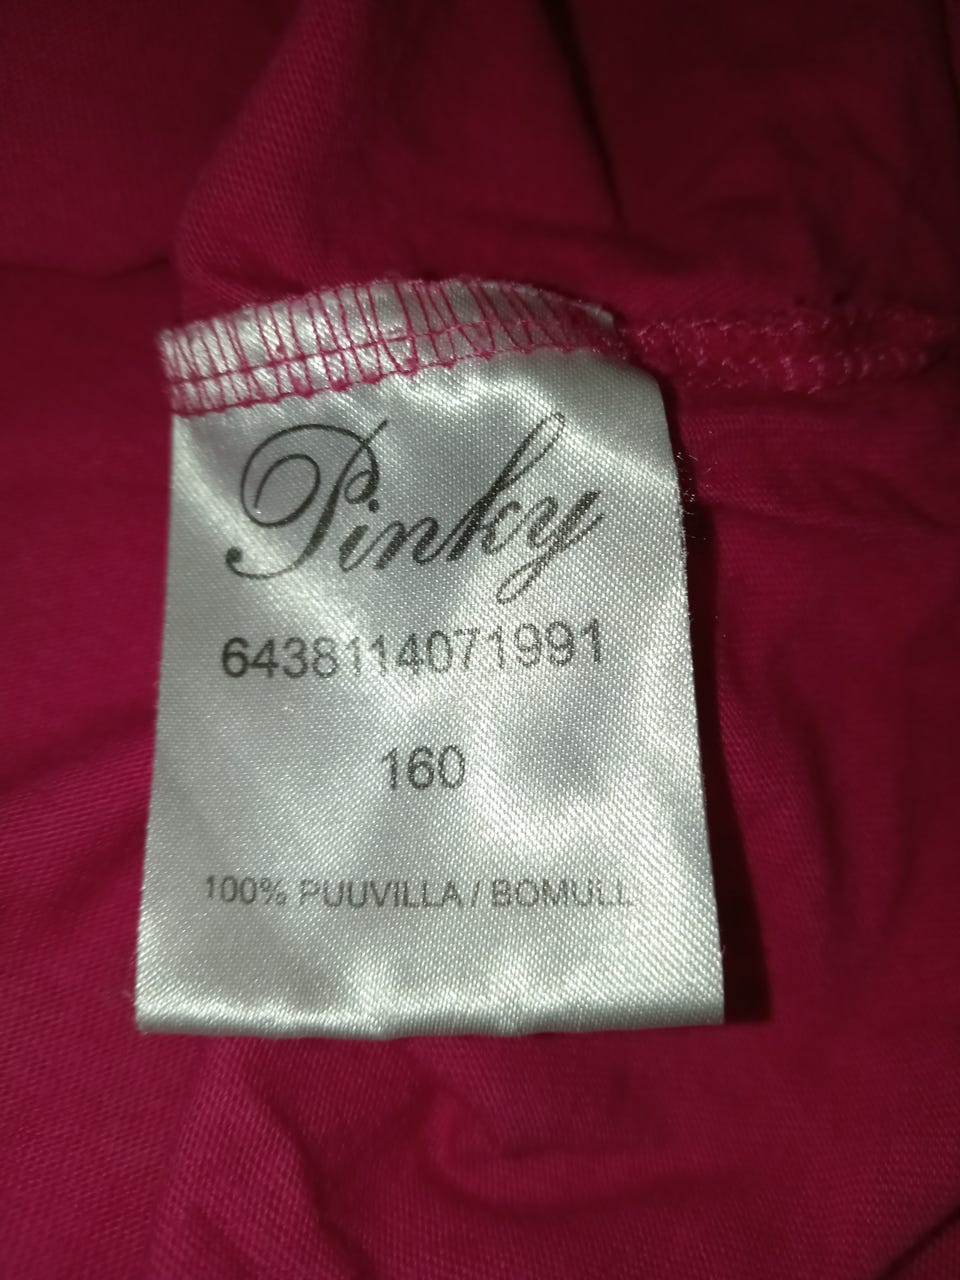 Pinky
6438114071991
160
100% PUUVILLA / BOMULL